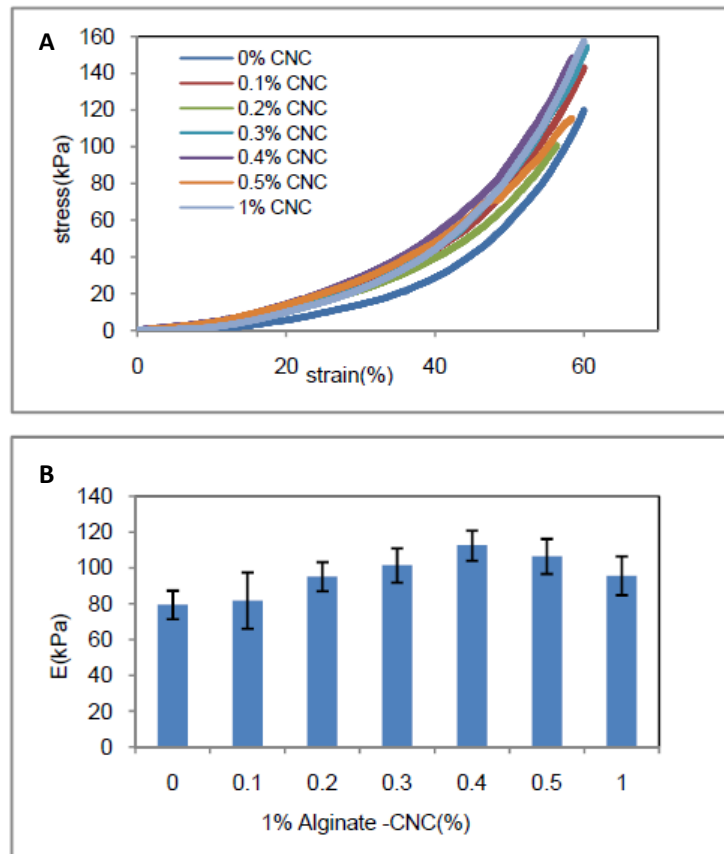 A
160
140
120
100
80
60
40
20
0
stress(kPa)
0% CNC
0.1% CNC
0.2% CNC
0.3% CNC
0.4% CNC
0.5% CNC
1% CNC
0 20 40 60
strain(%)
B
140
120
100
80
60
40
20
0
E(kPa)
0 0.1 0.2 0.3 0.4 0.5 1
1% Alginate -CNC(%)